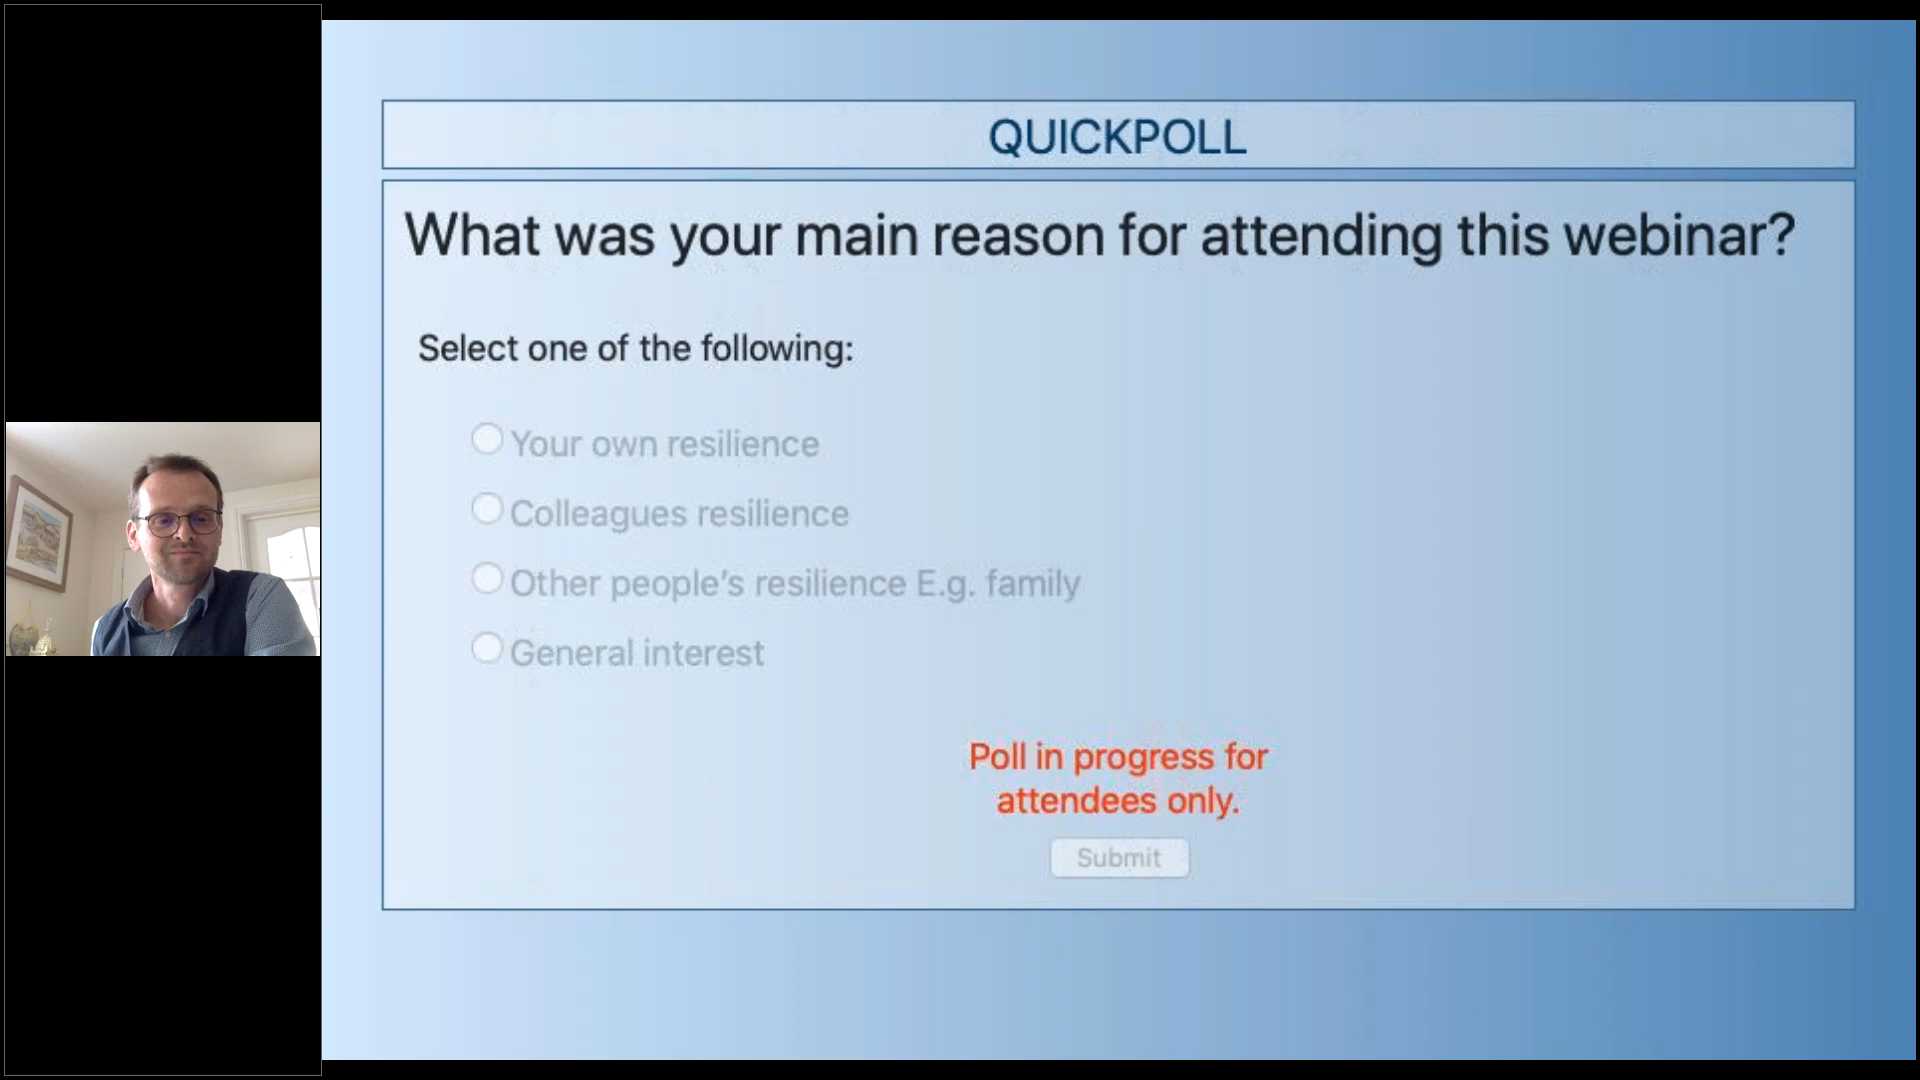 QUICKPOLL
What was your main reason for attending this webinar?
Select one of the following:
Your own resilience
Colleagues resilience
Other people’s resilience E.g. family
General interest
Poll in progress for
attendees only.
Submit